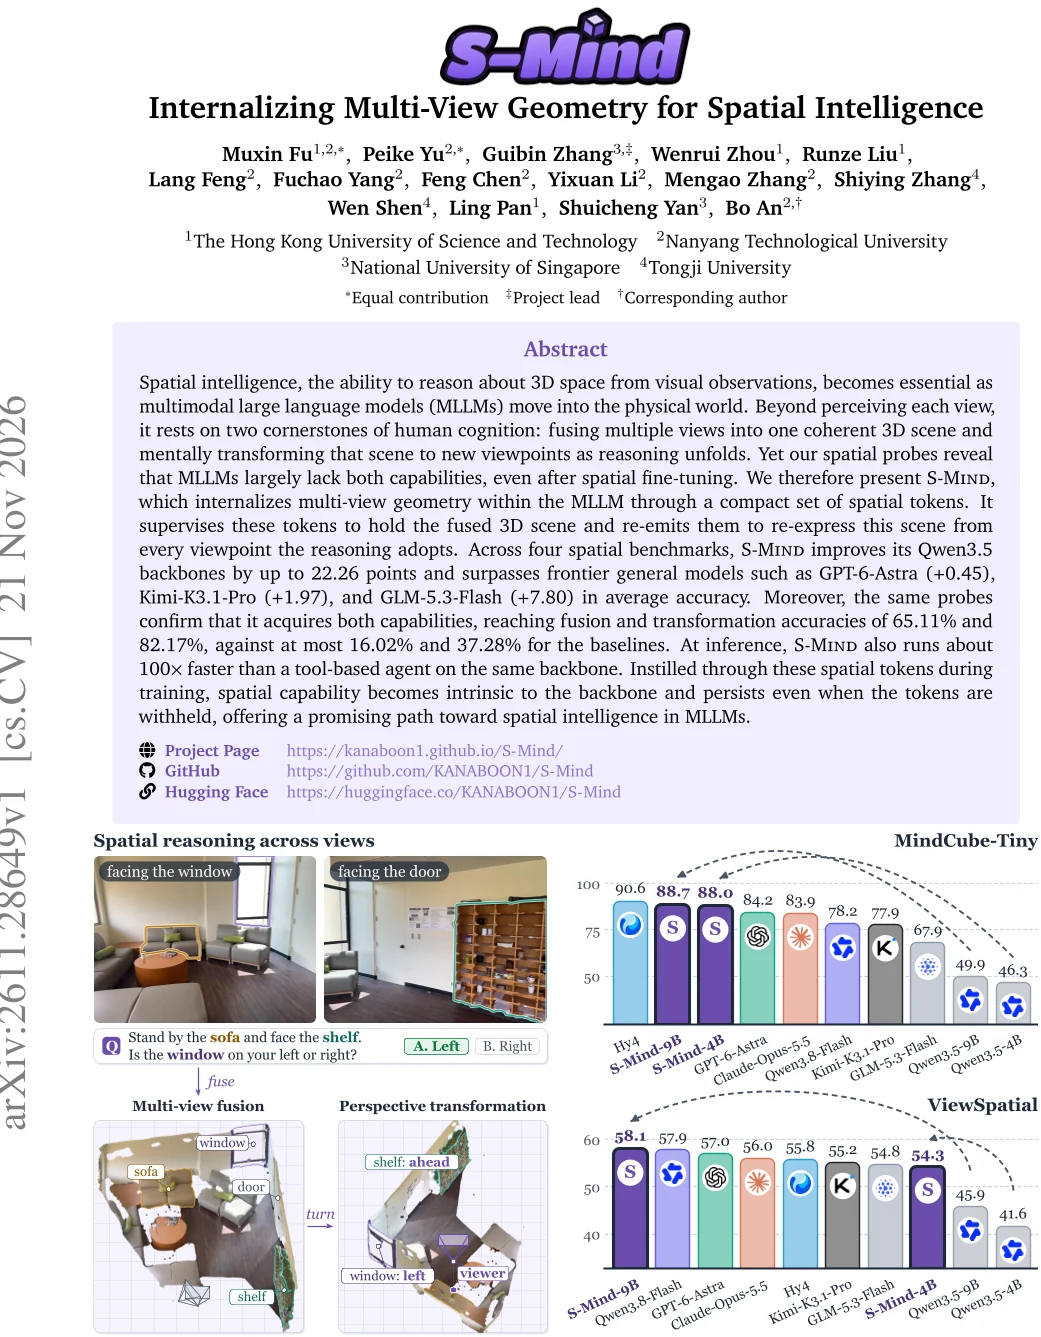 S-Mind
Internalizing Multi-View Geometry for Spatial Intelligence
Muxin Fu1,2,*, Peike Yu2,*, Guibin Zhang3,‡, Wenrui Zhou1, Runze Liu1,
Lang Feng2, Fuchao Yang2, Feng Chen2, Yixuan Li2, Mengao Zhang2, Shiying Zhang4,
Wen Shen4, Ling Pan1, Shuicheng Yan3, Bo An2,†
1The Hong Kong University of Science and Technology 2Nanyang Technological University
3National University of Singapore 4Tongji University
*Equal contribution ‡Project lead †Corresponding author
Abstract
Spatial intelligence, the ability to reason about 3D space from visual observations, becomes essential as
multimodal large language models (MLLMs) move into the physical world. Beyond perceiving each view,
it rests on two cornerstones of human cognition: fusing multiple views into one coherent 3D scene and
mentally transforming that scene to new viewpoints as reasoning unfolds. Yet our spatial probes reveal
that MLLMs largely lack both capabilities, even after spatial fine-tuning. We therefore present S-MIND,
which internalizes multi-view geometry within the MLLM through a compact set of spatial tokens. It
supervises these tokens to hold the fused 3D scene and re-emits them to re-express this scene from
every viewpoint the reasoning adopts. Across four spatial benchmarks, S-MIND improves its Qwen3.5
backbones by up to 22.26 points and surpasses frontier general models such as GPT-6-Astra (+0.45),
Kimi-K3.1-Pro (+1.97), and GLM-5.3-Flash (+7.80) in average accuracy. Moreover, the same probes
confirm that it acquires both capabilities, reaching fusion and transformation accuracies of 65.11% and
82.17%, against at most 16.02% and 37.28% for the baselines. At inference, S-MIND also runs about
100× faster than a tool-based agent on the same backbone. Instilled through these spatial tokens during
training, spatial capability becomes intrinsic to the backbone and persists even when the tokens are
withheld, offering a promising path toward spatial intelligence in MLLMs.
Project Page https://kanaboon1.github.io/S-Mind/
GitHub https://github.com/KANABOON1/S-Mind
Hugging Face https://huggingface.co/KANABOON1/S-Mind
arXiv:2611.28649v1 [cs.CV] 21 Nov 2026
Spatial reasoning across views
facing the window
facing the door
Q
Stand by the sofa and face the shelf.
Is the window on your left or right?
A. Left
B. Right
fuse
Multi-view fusion
window
sofa
door
shelf
turn
Perspective transformation
shelf: ahead
window: left
viewer
MindCube-Tiny
100
75
50
90.6 88.7 88.0 84.2 83.9 78.2 77.9 67.9 49.9 46.3
S S K
Hy4 S-Mind-9B S-Mind-4B GPT-6-Astra Claude-Opus-5.5 Qwen3.8-Flash Kimi-K3.1-Pro GLM-5.3-Flash Qwen3.5-9B Qwen3.5-4B
ViewSpatial
60
50
40
58.1 57.9 57.0 56.0 55.8 55.2 54.8 54.3 45.9 41.6
S K S
S-Mind-9B Qwen3.8-Flash GPT-6-Astra Claude-Opus-5.5 Hy4 Kimi-K3.1-Pro GLM-5.3-Flash S-Mind-4B Qwen3.5-9B Qwen3.5-4B